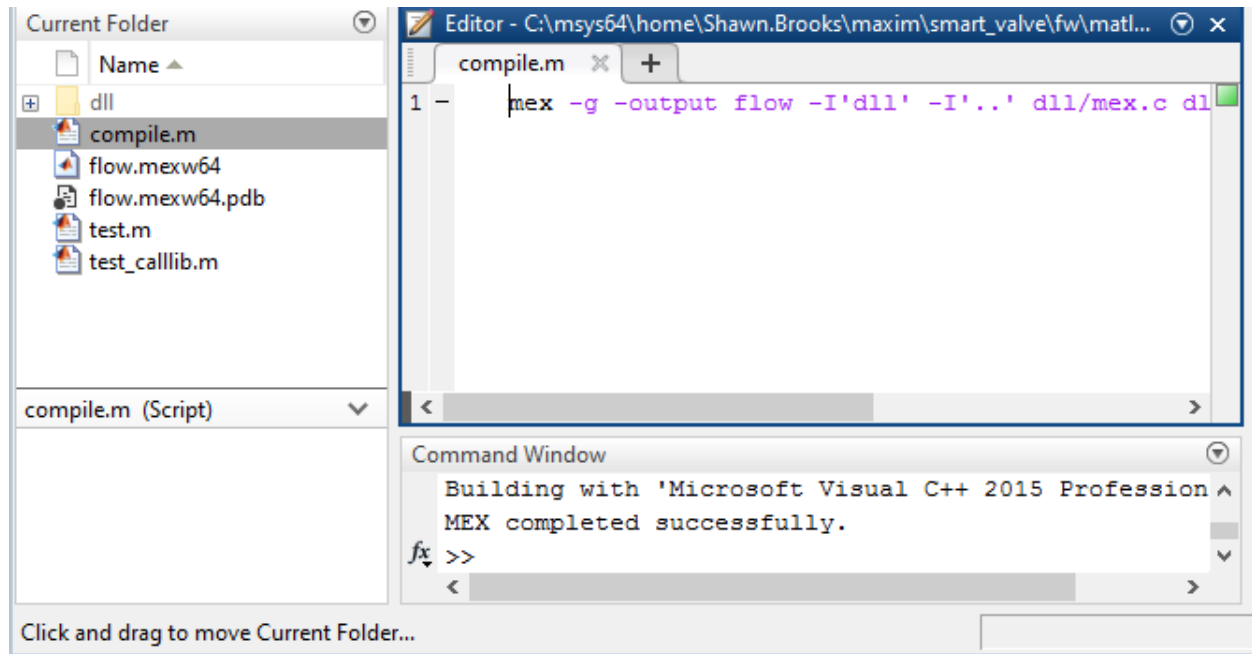 Current Folder
Name
dll
compile.m
flow.mexw64
flow.mexw64.pdb
test.m
test_calllib.m
compile.m (Script)
Editor - C:\msys64\home\Shawn.Brooks\maxim\smart_valve\fw\matl...
compile.m
1 - mex -g -output flow -I'dll' -I'..' dll/mex.c dl
Command Window
Building with 'Microsoft Visual C++ 2015 Profession
MEX completed successfully.
fx >>
Click and drag to move Current Folder...